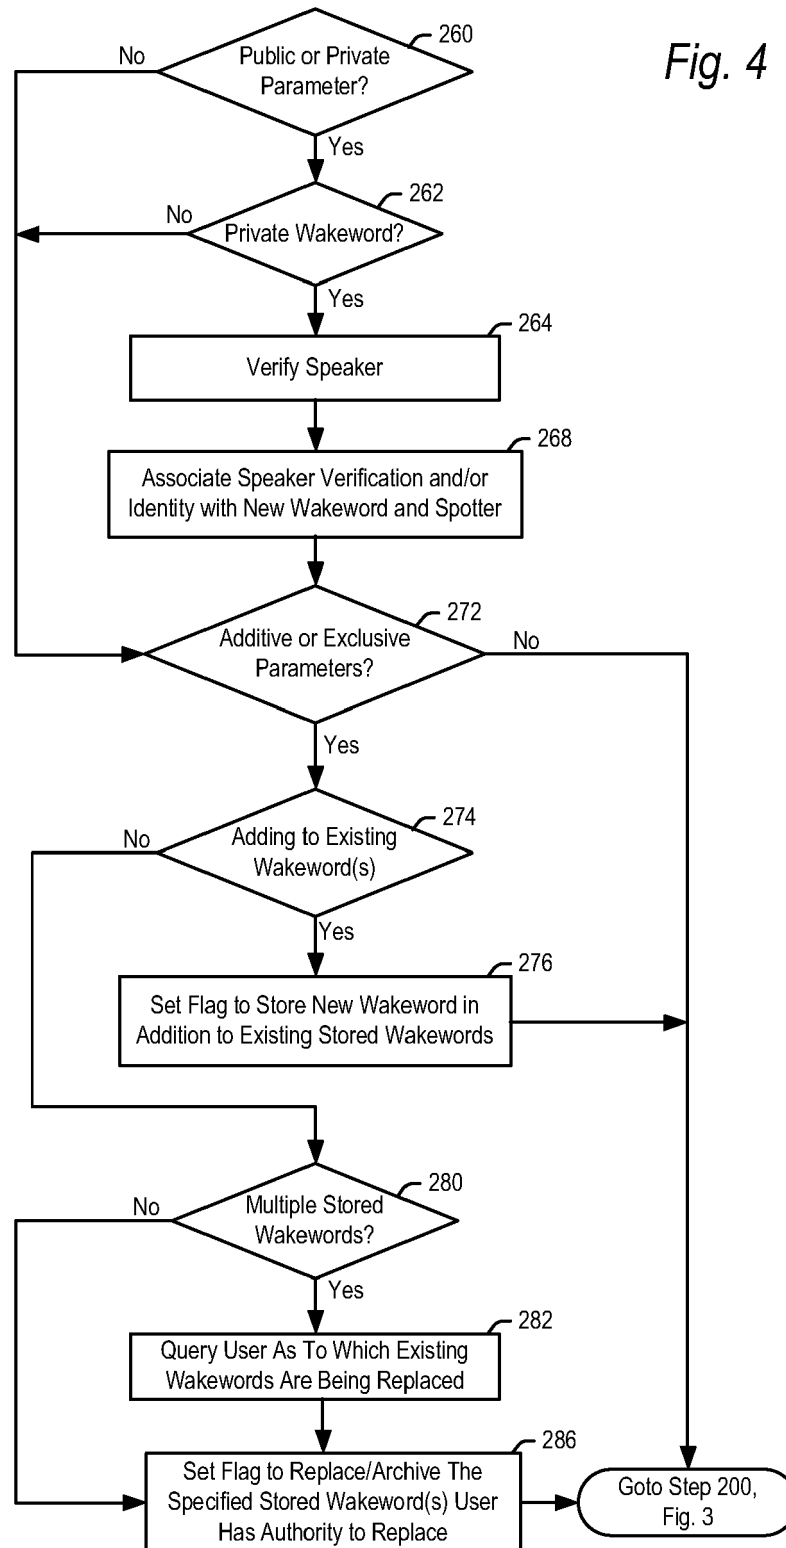 Fig. 4
260
Public or Private
Parameter?
No
Yes
262
Private Wakeword?
No
Yes
264
Verify Speaker
268
Associate Speaker Verification and/or
Identity with New Wakeword and Spotter
272
Additive or Exclusive
Parameters?
No
Yes
274
Adding to Existing
Wakeword(s)
No
Yes
276
Set Flag to Store New Wakeword in
Addition to Existing Stored Wakewords
280
Multiple Stored
Wakewords?
No
Yes
282
Query User As To Which Existing
Wakewords Are Being Replaced
286
Set Flag to Replace/Archive The
Specified Stored Wakeword(s) User
Has Authority to Replace
Goto Step 200,
Fig. 3